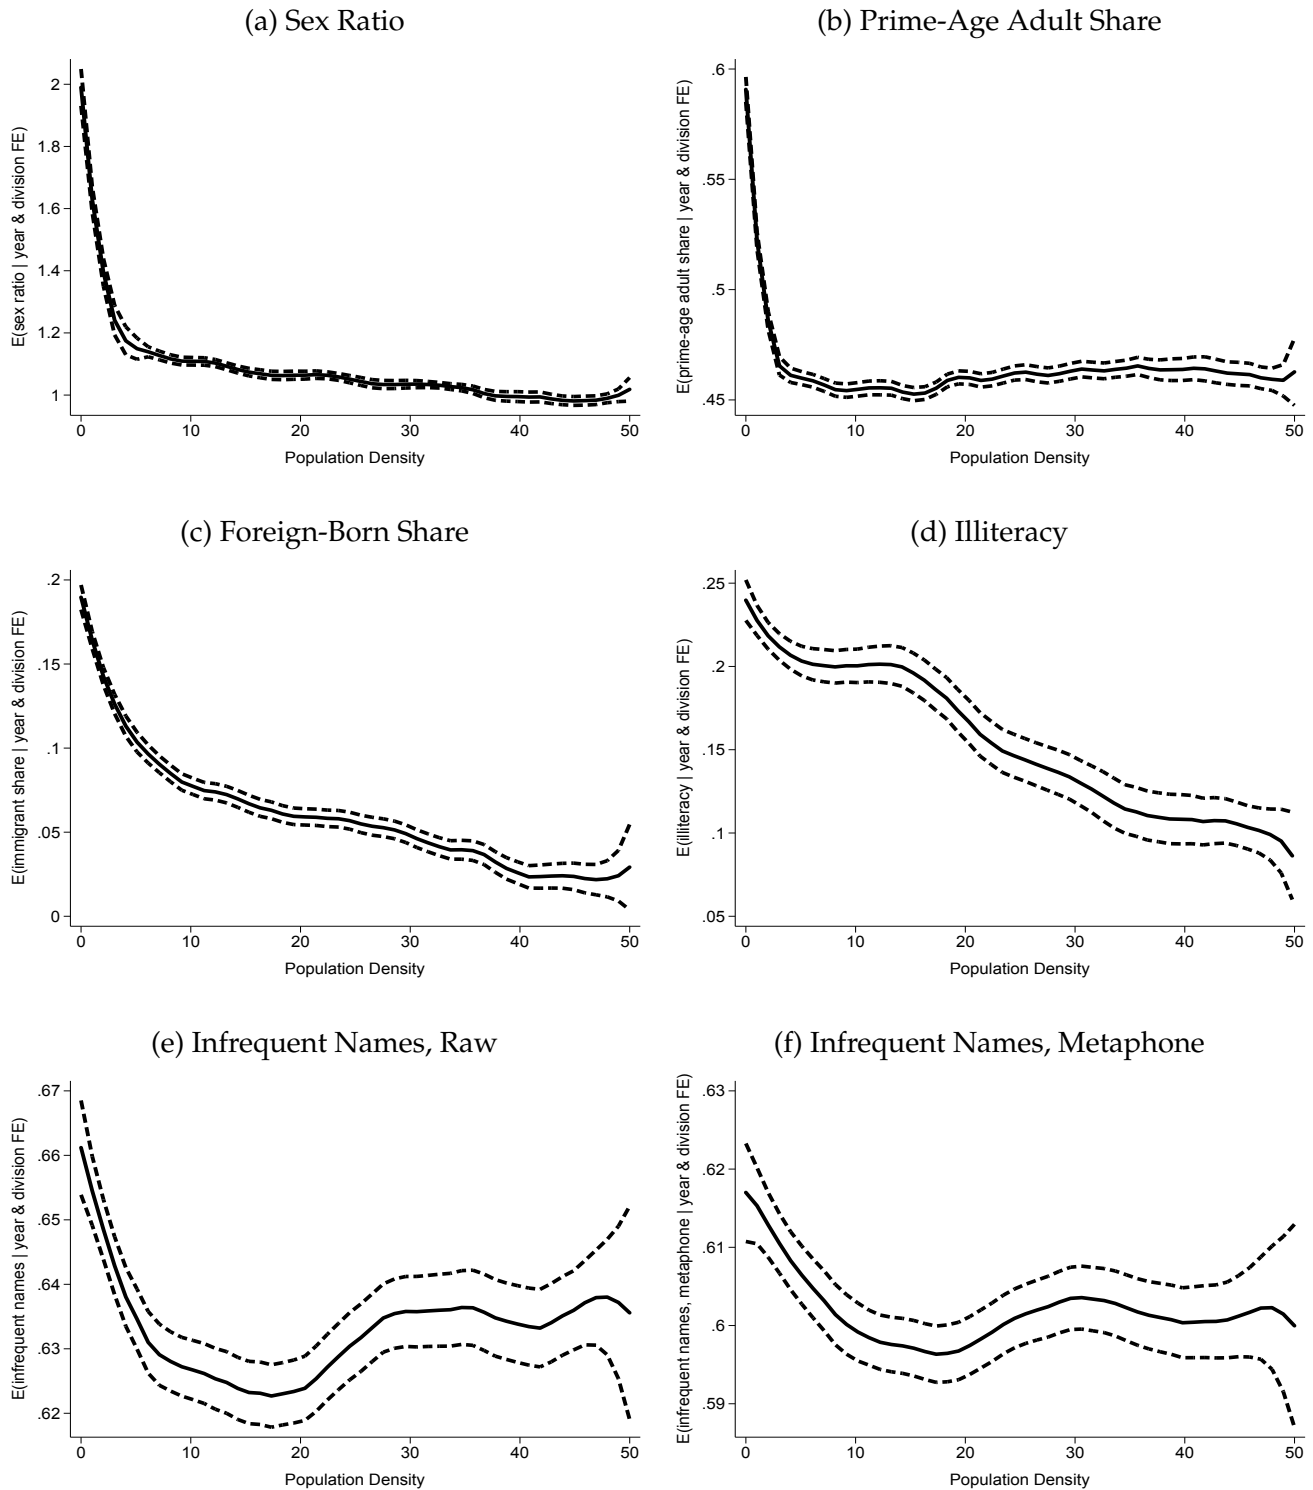 (a) Sex Ratio
E(sex ratio | year & division FE)
2
1.8
1.6
1.4
1.2
1
0 10 20 30 40 50
Population Density
(b) Prime-Age Adult Share
E(prime-age adult share | year & division FE)
.6
.55
.5
.45
0 10 20 30 40 50
Population Density
(c) Foreign-Born Share
E(immigrant share | year & division FE)
.2
.15
.1
.05
0
0 10 20 30 40 50
Population Density
(d) Illiteracy
E(illiteracy | year & division FE)
.25
.2
.15
.1
.05
0 10 20 30 40 50
Population Density
(e) Infrequent Names, Raw
E(infrequent names | year & division FE)
.67
.66
.65
.64
.63
.62
0 10 20 30 40 50
Population Density
(f) Infrequent Names, Metaphone
E(infrequent names, metaphone | year & division FE)
.63
.62
.61
.6
.59
0 10 20 30 40 50
Population Density